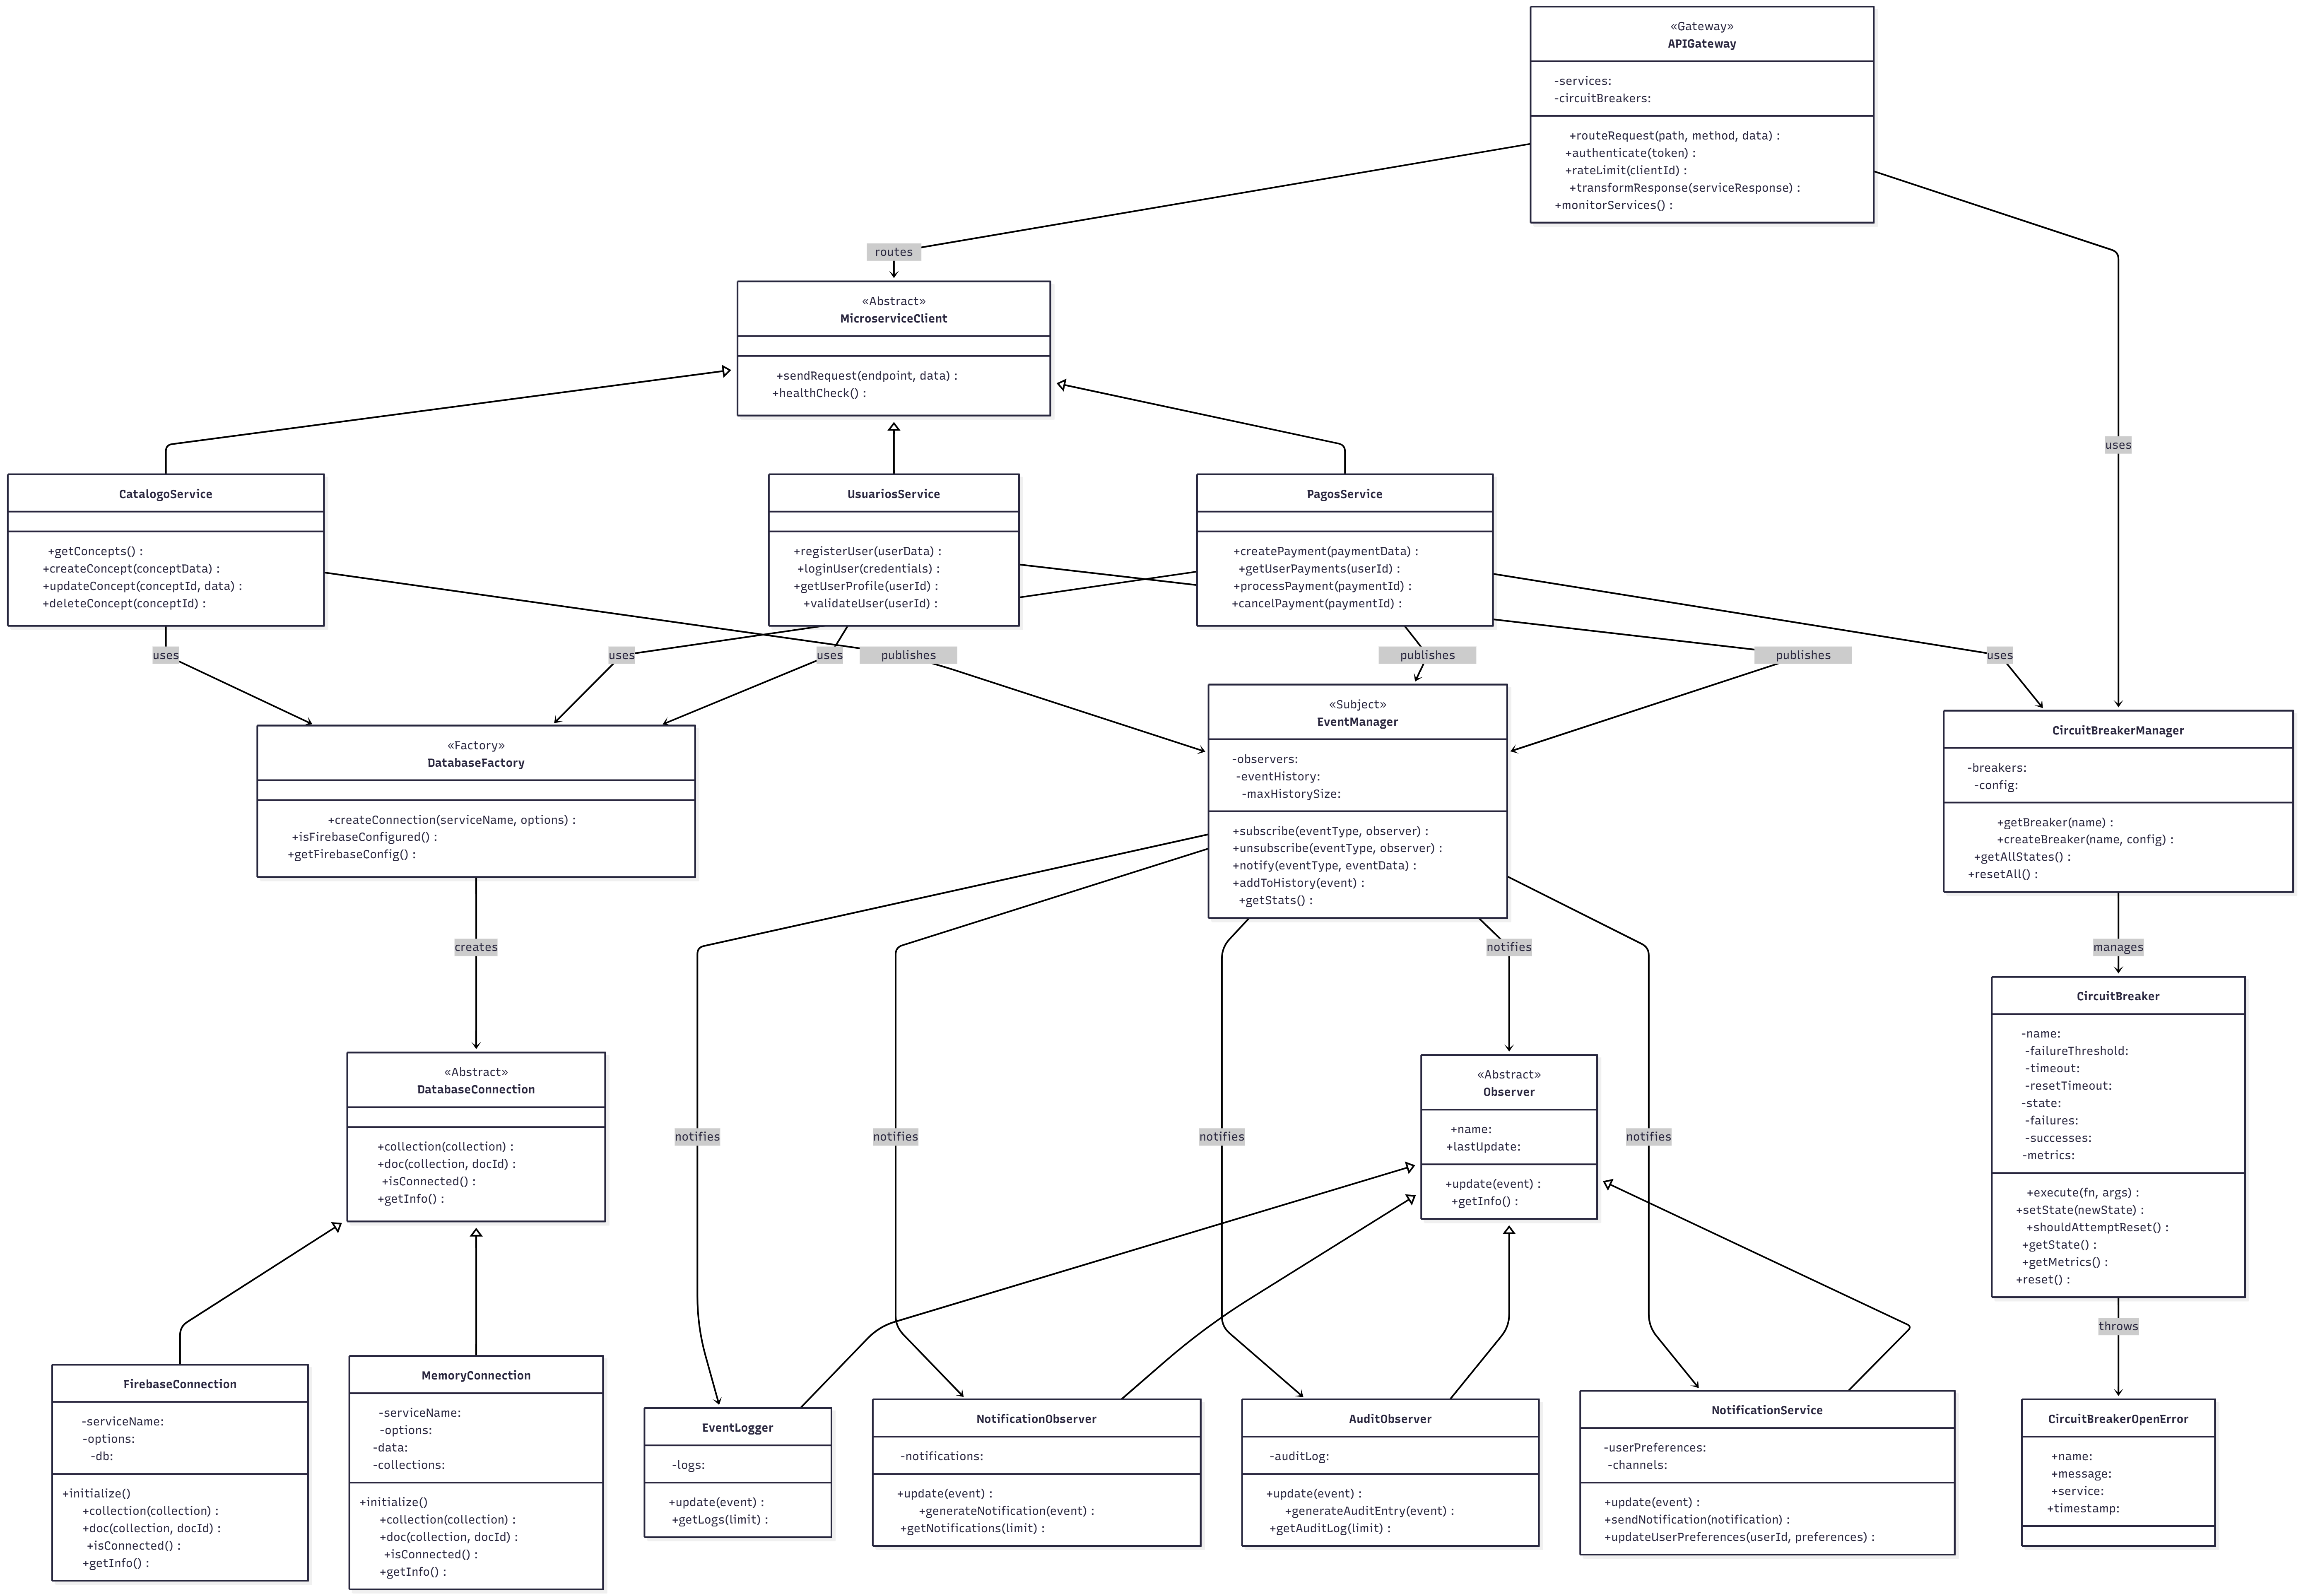 «Gateway»
APIGateway
-services:
-circuitBreakers:
+routeRequest(path, method, data) :
+authenticate(token) :
+rateLimit(clientId) :
+transformResponse(serviceResponse) :
+monitorServices() :
routes
«Abstract»
MicroserviceClient
+sendRequest(endpoint, data) :
+healthCheck() :
uses
CatalogoService
+getConcepts() :
+createConcept(conceptData) :
+updateConcept(conceptId, data) :
+deleteConcept(conceptId) :
UsuariosService
+registerUser(userData) :
+loginUser(credentials) :
+getUserProfile(userId) :
+validateUser(userId) :
PagosService
+createPayment(paymentData) :
+getUserPayments(userId) :
+processPayment(paymentId) :
+cancelPayment(paymentId) :
uses
uses
uses
publishes
publishes
publishes
uses
«Factory»
DatabaseFactory
+createConnection(serviceName, options) :
+isFirebaseConfigured() :
+getFirebaseConfig() :
«Subject»
EventManager
-observers:
-eventHistory:
-maxHistorySize:
+subscribe(eventType, observer) :
+unsubscribe(eventType, observer) :
+notify(eventType, eventData) :
+addToHistory(event) :
+getStats() :
CircuitBreakerManager
-breakers:
-config:
+getBreaker(name) :
+createBreaker(name, config) :
+getAllStates() :
+resetAll() :
creates
notifies
manages
«Abstract»
DatabaseConnection
+collection(collection) :
+doc(collection, docId) :
+isConnected() :
+getInfo() :
notifies
notifies
notifies
«Abstract»
Observer
+name:
+lastUpdate:
+update(event) :
+getInfo() :
notifies
CircuitBreaker
-name:
-failureThreshold:
-timeout:
-resetTimeout:
-state:
-failures:
-successes:
-metrics:
+execute(fn, args) :
+setState(newState) :
+shouldAttemptReset() :
+getState() :
+getMetrics() :
+reset() :
throws
FirebaseConnection
-serviceName:
-options:
-db:
+initialize()
+collection(collection) :
+doc(collection, docId) :
+isConnected() :
+getInfo() :
MemoryConnection
-serviceName:
-options:
-data:
-collections:
+initialize()
+collection(collection) :
+doc(collection, docId) :
+isConnected() :
+getInfo() :
EventLogger
-logs:
+update(event) :
+getLogs(limit) :
NotificationObserver
-notifications:
+update(event) :
+generateNotification(event) :
+getNotifications(limit) :
AuditObserver
-auditLog:
+update(event) :
+generateAuditEntry(event) :
+getAuditLog(limit) :
NotificationService
-userPreferences:
-channels:
+update(event) :
+sendNotification(notification) :
+updateUserPreferences(userId, preferences) :
CircuitBreakerOpenError
+name:
+message:
+service:
+timestamp: